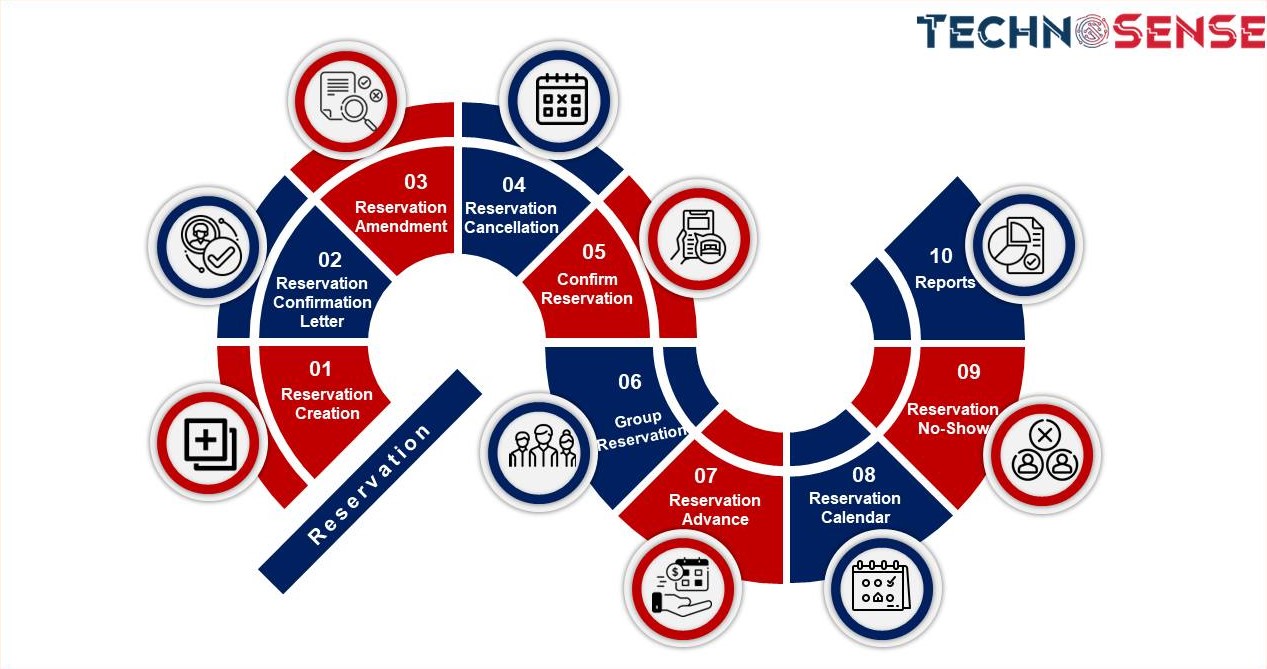 TECHNOSENSE
Reservation
01
Reservation
Creation
02
Reservation
Confirmation
Letter
03
Reservation
Amendment
04
Reservation
Cancellation
05
Confirm
Reservation
06
Group
Reservation
07
Reservation
Advance
$
08
Reservation
Calendar
09
Reservation
No-Show
10
Reports